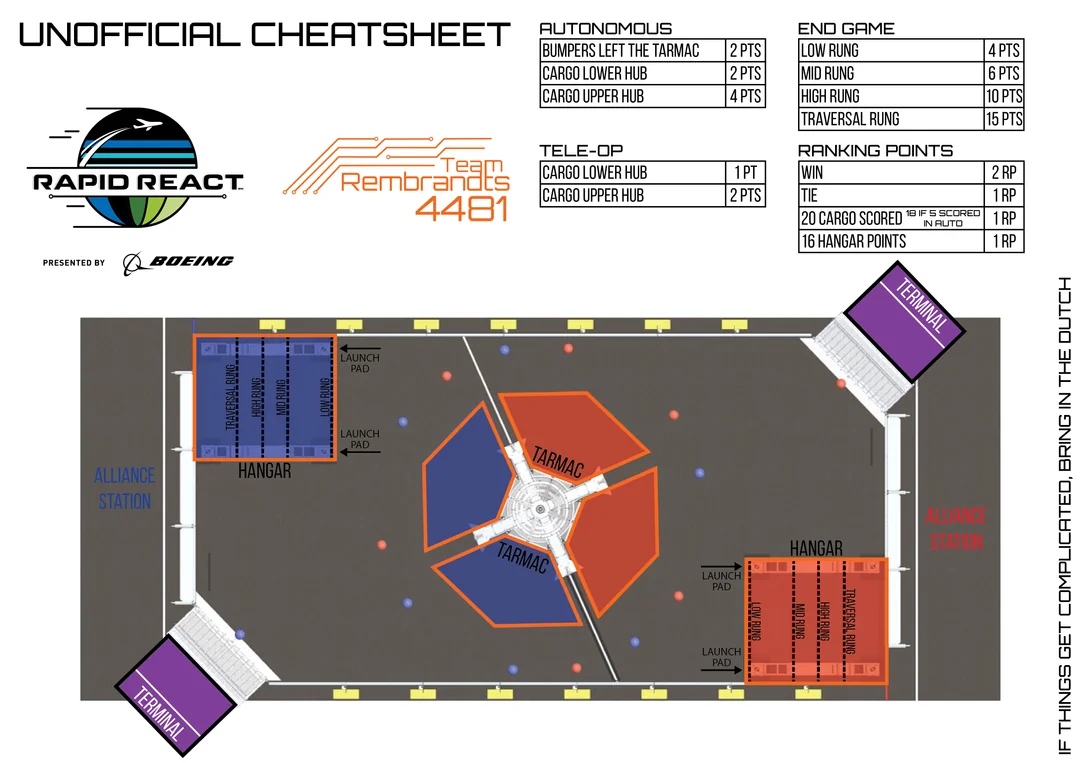 UNOFFICIAL CHEATSHEET
RAPID REACT
PRESENTED BY BOEING
Team
Rembrandts
4481
AUTONOMOUS
BUMPERS LEFT THE TARMAC 2 PTS
CARGO LOWER HUB 2 PTS
CARGO UPPER HUB 4 PTS
TELE-OP
CARGO LOWER HUB 1 PT
CARGO UPPER HUB 2 PTS
END GAME
LOW RUNG 4 PTS
MID RUNG 6 PTS
HIGH RUNG 10 PTS
TRAVERSAL RUNG 15 PTS
RANKING POINTS
WIN 2 RP
TIE 1 RP
20 CARGO SCORED 18 IF 5 SCORED IN AUTO 1 RP
16 HANGAR POINTS 1 RP
TERMINAL
LAUNCH
PAD
TRAVERSAL RUNG
HIGH RUNG
MID RUNG
LOW RUNG
LAUNCH
PAD
HANGAR
ALLIANCE
STATION
TARMAC
TARMAC
ALLIANCE
STATION
HANGAR
LAUNCH
PAD
LOW RUNG
MID RUNG
HIGH RUNG
TRAVERSAL RUNG
LAUNCH
PAD
TERMINAL
IF THINGS GET COMPLICATED, BRING IN THE DUTCH